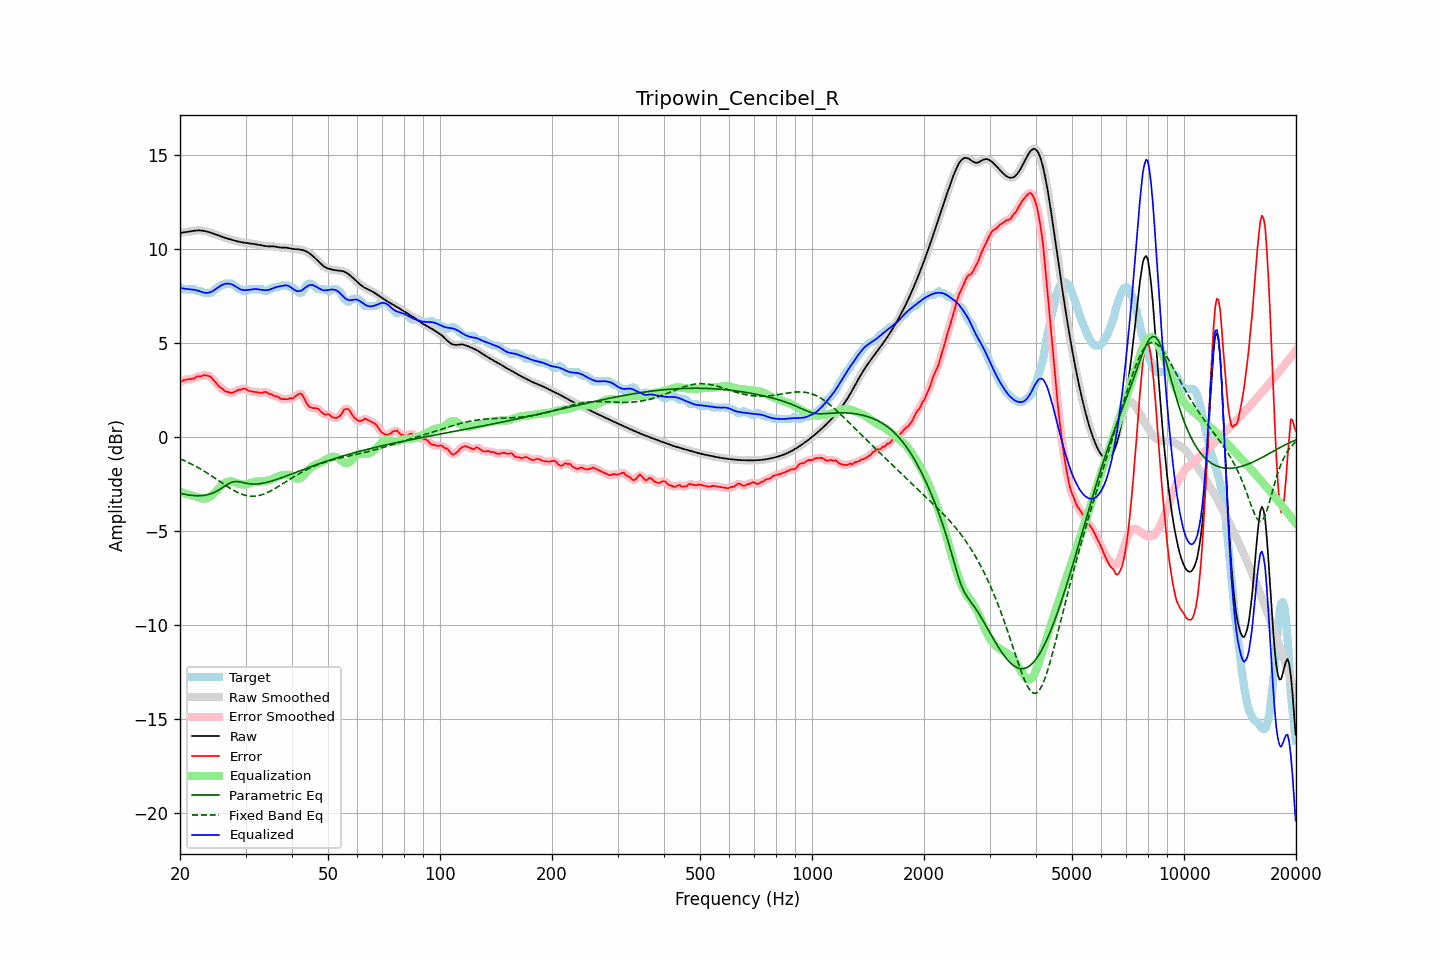 Tripowin_Cencibel_R
15
10
5
0
−5
−10
−15
−20
Amplitude (dBr)
Target
Raw Smoothed
Error Smoothed
Raw
Error
Equalization
Parametric Eq
Fixed Band Eq
Equalized
20 50 100 200 500 1000 2000 5000 10000 20000
Frequency (Hz)